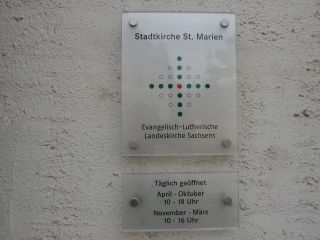 Stadtkirche St. Marien
Evangelisch-Lutherische
Landeskirche Sachsens
Täglich geöffnet
April - Oktober
10 - 18 Uhr
November - März
10 - 16 Uhr